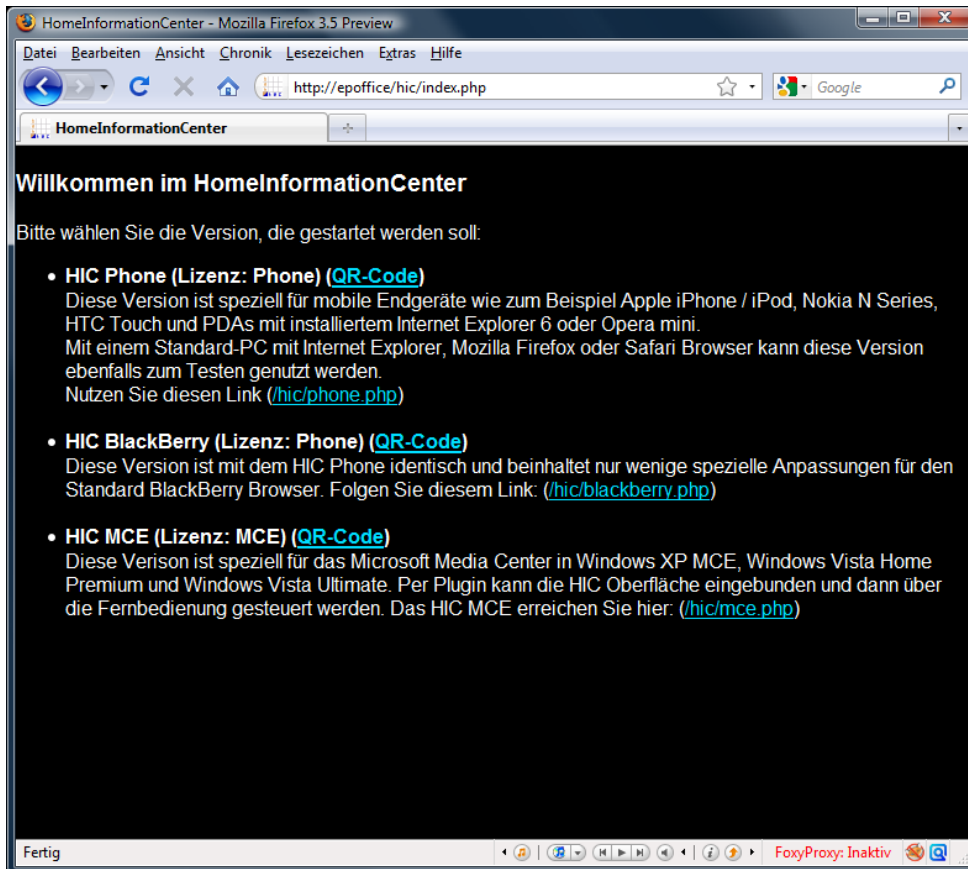 HomeInformationCenter - Mozilla Firefox 3.5 Preview
Datei Bearbeiten Ansicht Chronik Lesezeichen Extras Hilfe
http://epoffice/hic/index.php Google
HomeInformationCenter
Willkommen im HomeInformationCenter
Bitte wählen Sie die Version, die gestartet werden soll:
• HIC Phone (Lizenz: Phone) (QR-Code)
Diese Version ist speziell für mobile Endgeräte wie zum Beispiel Apple iPhone / iPod, Nokia N Series,
HTC Touch und PDAs mit installiertem Internet Explorer 6 oder Opera mini.
Mit einem Standard-PC mit Internet Explorer, Mozilla Firefox oder Safari Browser kann diese Version
ebenfalls zum Testen genutzt werden.
Nutzen Sie diesen Link (/hic/phone.php)
• HIC BlackBerry (Lizenz: Phone) (QR-Code)
Diese Version ist mit dem HIC Phone identisch und beinhaltet nur wenige spezielle Anpassungen für den
Standard BlackBerry Browser. Folgen Sie diesem Link: (/hic/blackberry.php)
• HIC MCE (Lizenz: MCE) (QR-Code)
Diese Verison ist speziell für das Microsoft Media Center in Windows XP MCE, Windows Vista Home
Premium und Windows Vista Ultimate. Per Plugin kann die HIC Oberfläche eingebunden und dann über
die Fernbedienung gesteuert werden. Das HIC MCE erreichen Sie hier: (/hic/mce.php)
Fertig FoxyProxy: Inaktiv